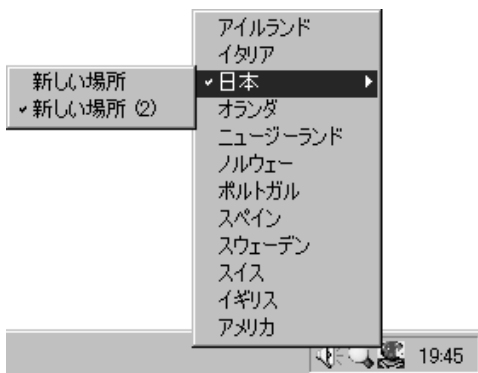 アイルランド
イタリア
日本
オランダ
ニュージーランド
ノルウェー
ポルトガル
スペイン
スウェーデン
スイス
イギリス
アメリカ
新しい場所
新しい場所 (2)
19:45